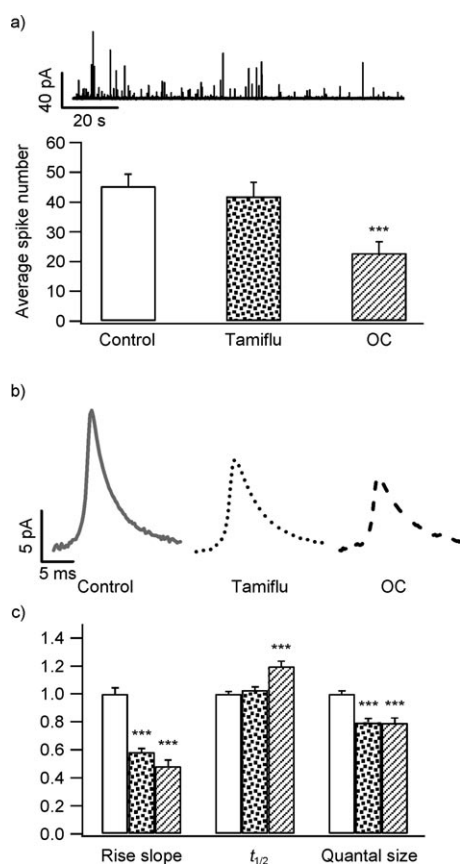 a)
40 pA
20 s
Average spike number
60
50
40
30
20
10
0
***
Control Tamiflu OC
b)
5 pA
5 ms
Control Tamiflu OC
c)
1.4
1.2
1.0
0.8
0.6
0.4
0.2
0.0
*** *** *** *** ***
Rise slope t1/2 Quantal size